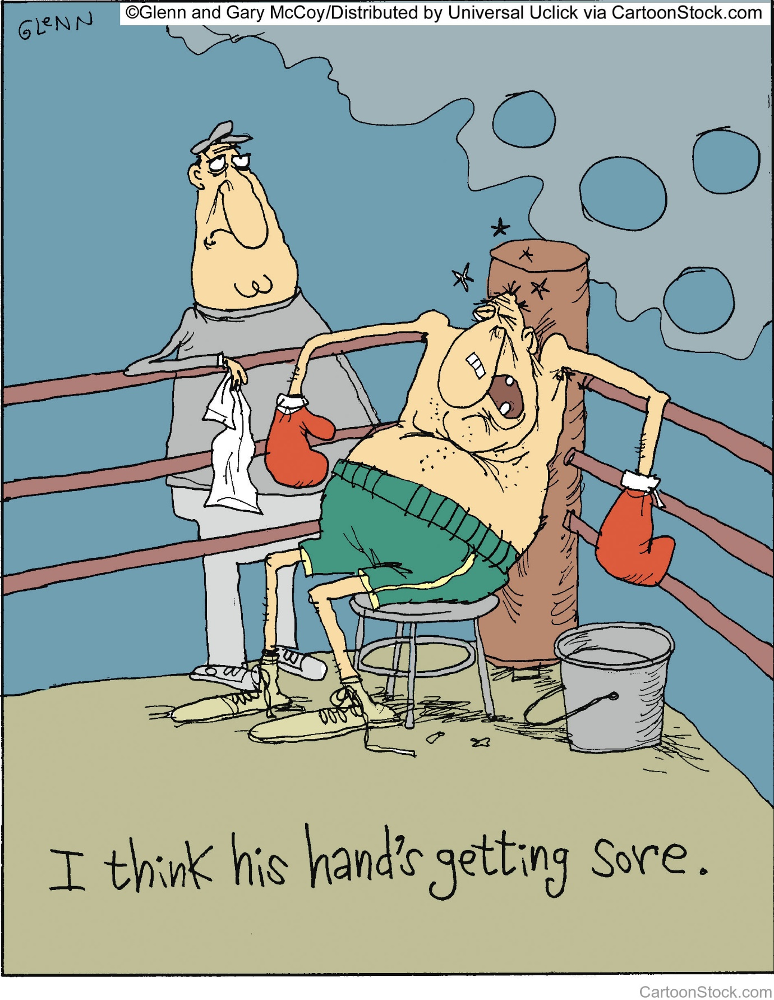 ©Glenn and Gary McCoy/Distributed by Universal Uclick via CartoonStock.com
GLeNN
I think his hand's getting sore.
CartoonStock.com